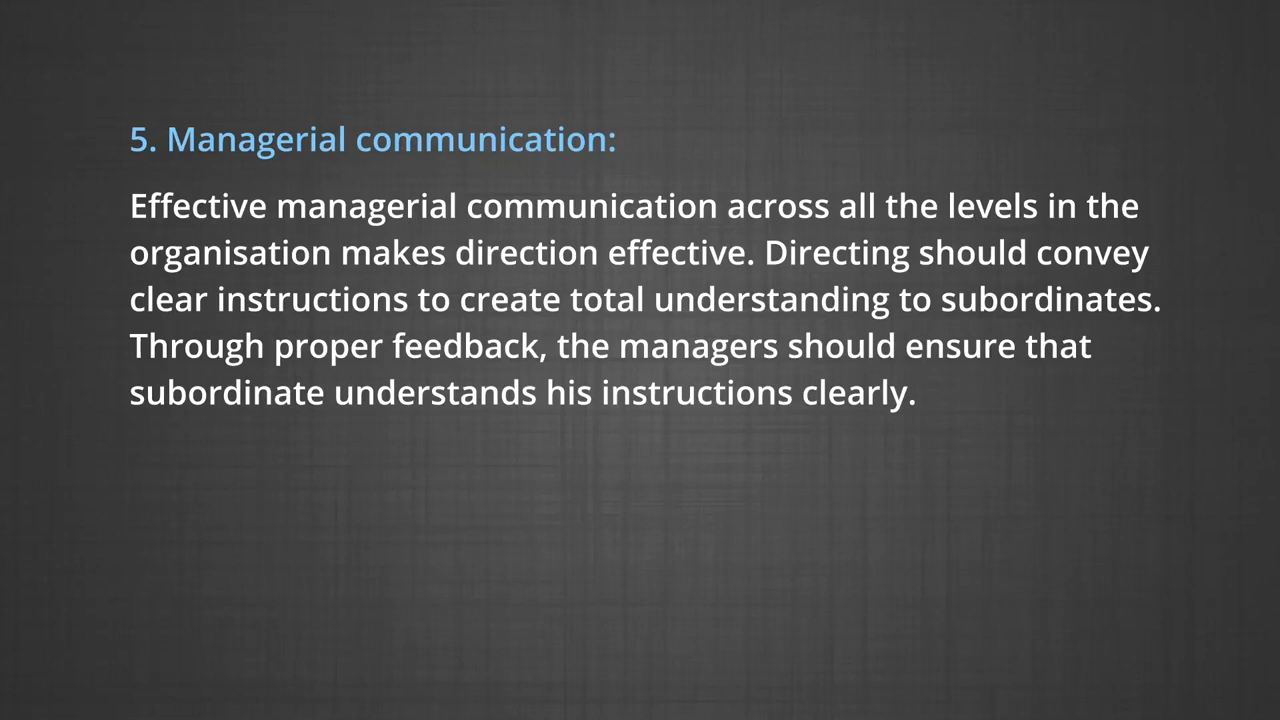 5. Managerial communication:
Effective managerial communication across all the levels in the
organisation makes direction effective. Directing should convey
clear instructions to create total understanding to subordinates.
Through proper feedback, the managers should ensure that
subordinate understands his instructions clearly.